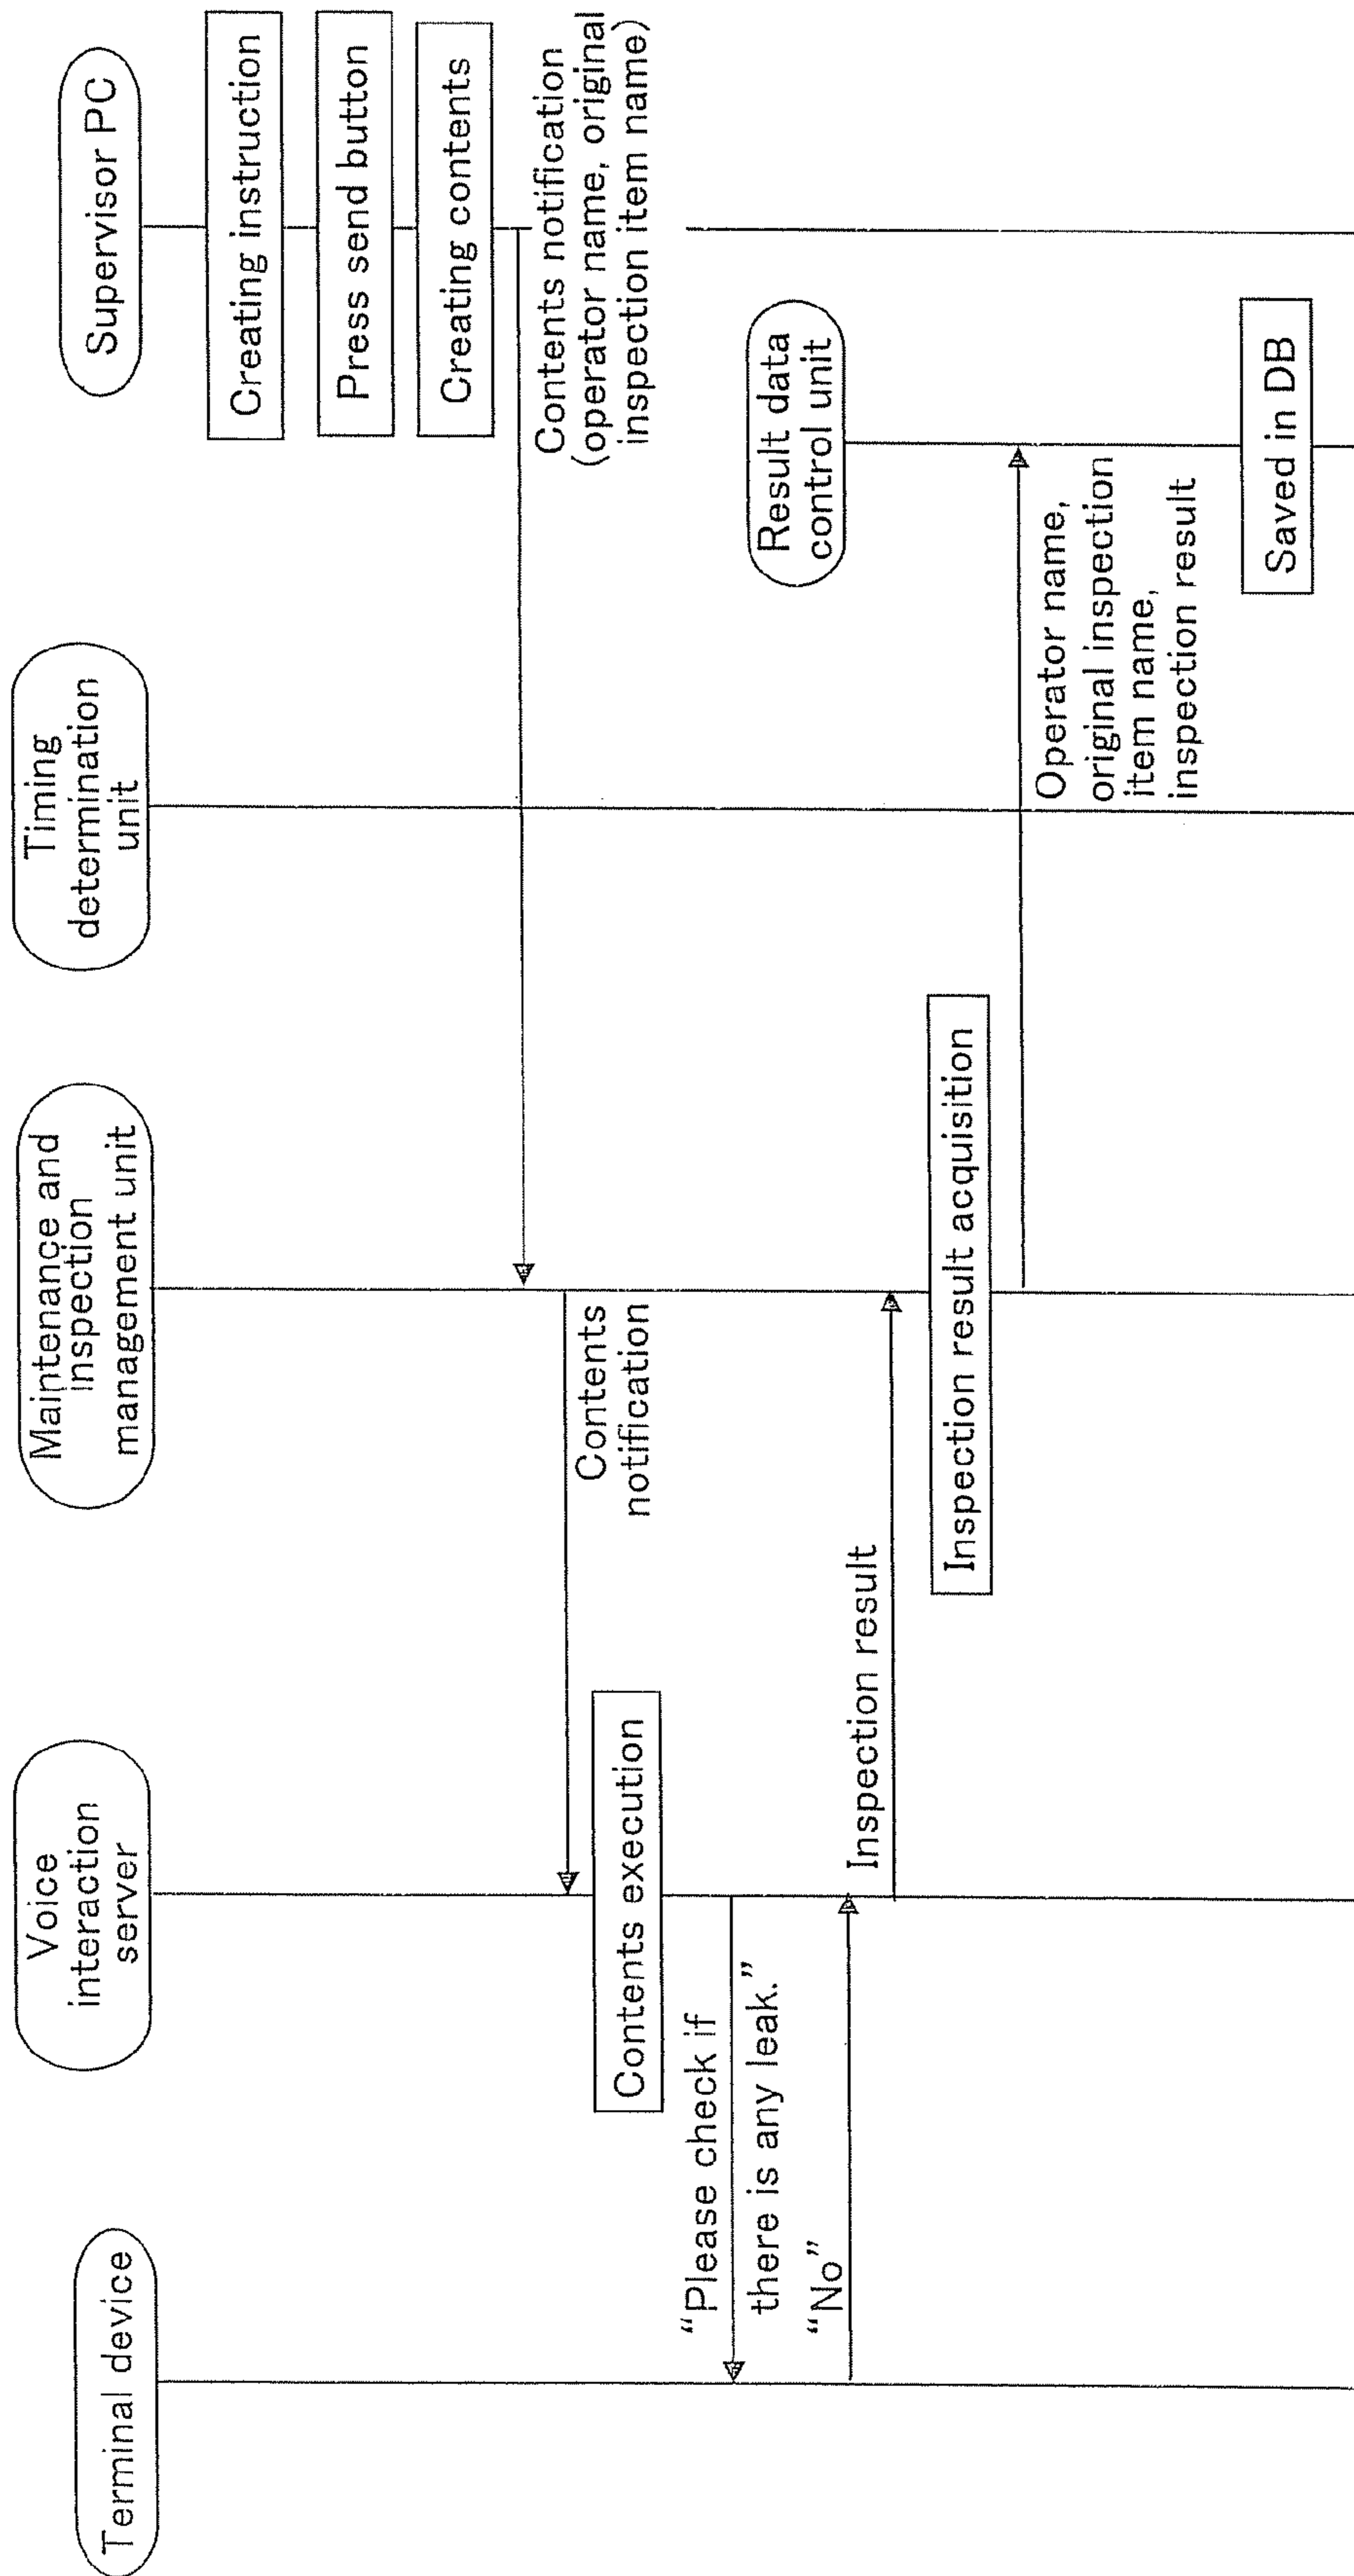 Terminal device
Voice
interaction
server
Maintenance and
inspection
management unit
Timing
determination
unit
Supervisor PC
Creating instruction
Press send button
Creating contents
Contents notification
(operator name, original
inspection item name)
Contents
notification
Contents execution
“Please check if
there is any leak.”
“No”
Inspection result
Inspection result acquisition
Result data
control unit
Operator name,
original inspection
item name,
inspection result
Saved in DB